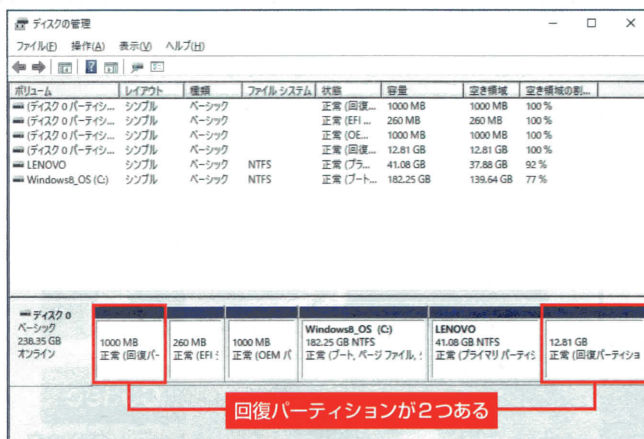 ディスクの管理
ファイル(F) 操作(A) 表示(V) ヘルプ(H)
ボリューム レイアウト 種類 ファイル システム 状態 容量 空き領域 空き領域の割...
(ディスク 0 パーティシ... シンプル ベーシック 正常 (回復... 1000 MB 1000 MB 100 %
(ディスク 0 パーティシ... シンプル ベーシック 正常 (EFI ... 260 MB 260 MB 100 %
(ディスク 0 パーティシ... シンプル ベーシック 正常 (OE... 1000 MB 1000 MB 100 %
(ディスク 0 パーティシ... シンプル ベーシック 正常 (回復... 12.81 GB 12.81 GB 100 %
LENOVO シンプル ベーシック NTFS 正常 (プラ... 41.08 GB 37.88 GB 92 %
Windows8_OS (C:) シンプル ベーシック NTFS 正常 (ブート... 182.25 GB 139.64 GB 77 %
ディスク 0
ベーシック
238.35 GB
オンライン
1000 MB
正常 (回復パー
260 MB
正常 (EFI :
1000 MB
正常 (OEM パ
Windows8_OS (C:)
182.25 GB NTFS
正常 (ブート, ページ ファイル,
LENOVO
41.08 GB NTFS
正常 (プライマリ パーティシ
12.81 GB
正常 (回復パーティショ
回復パーティションが2つある